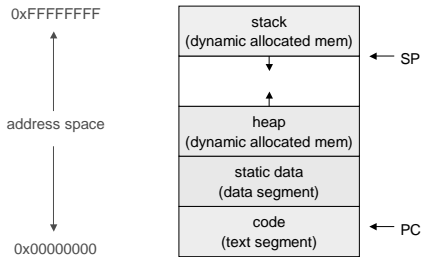 0xFFFFFFFF
address space
0x00000000
stack
(dynamic allocated mem)
SP
heap
(dynamic allocated mem)
static data
(data segment)
code
(text segment)
PC